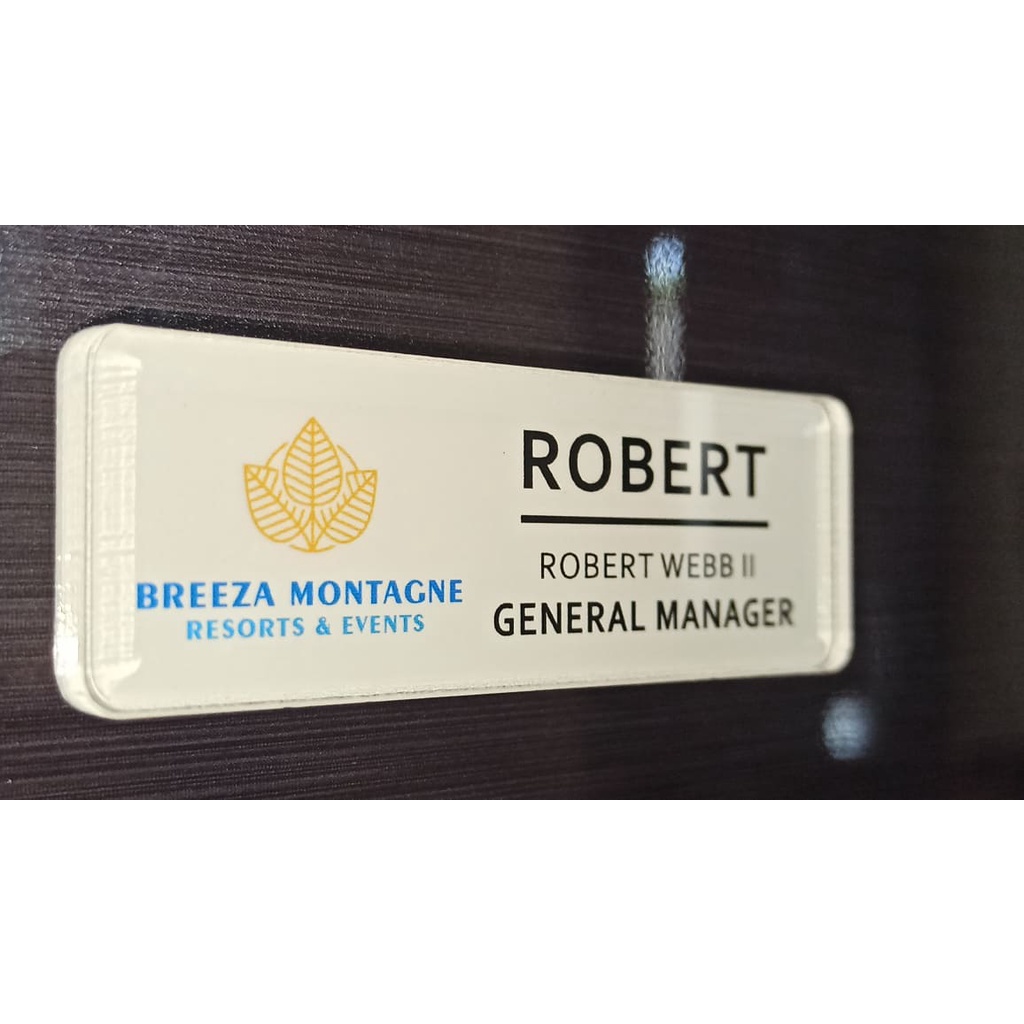 BREEZA MONTAGNE
RESORTS & EVENTS
ROBERT
ROBERT WEBB II
GENERAL MANAGER